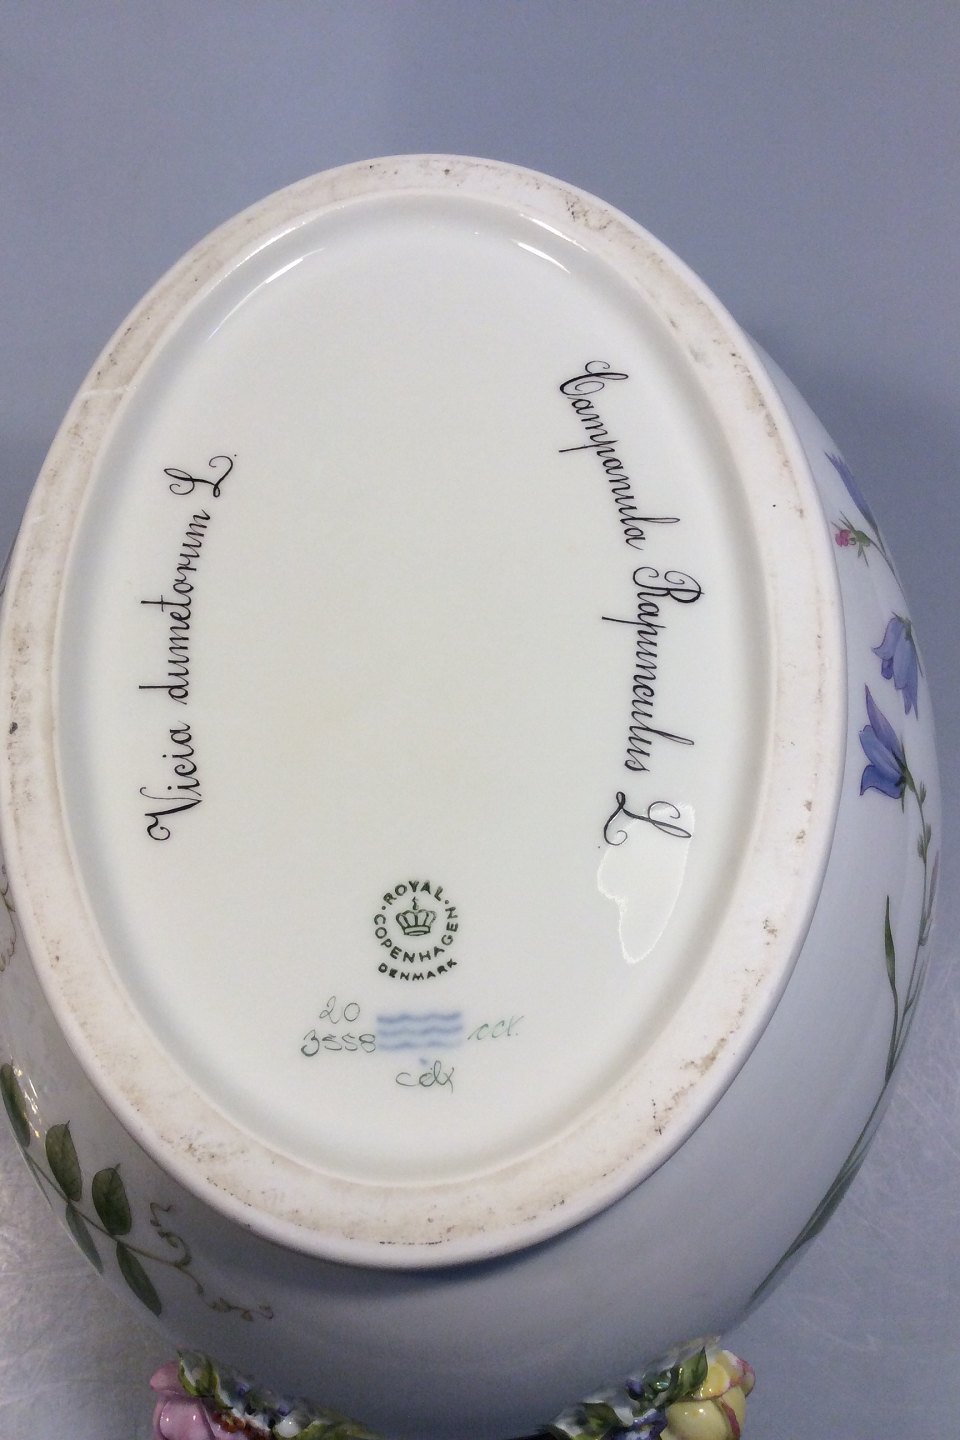 Vicia dumetorum L.
Campanula Rapunculus L
ROYAL COPENHAGEN
DENMARK
20
3558